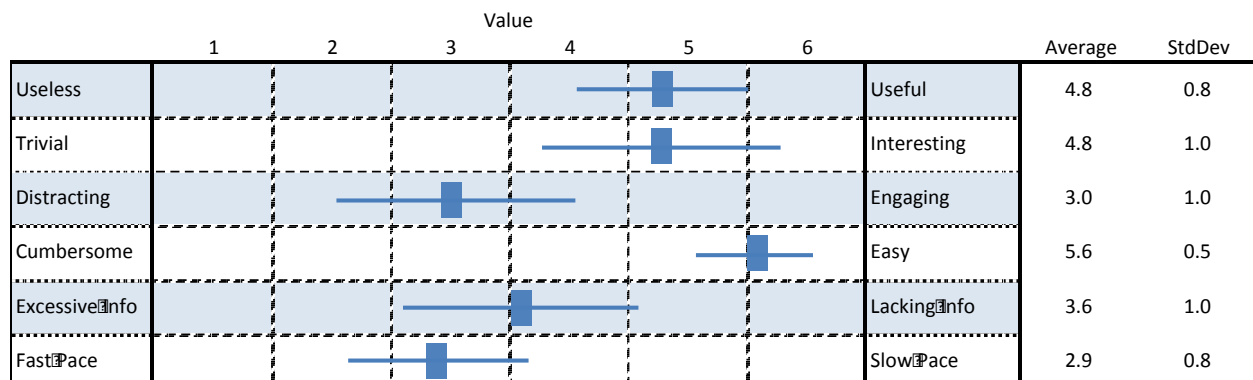 Value
1 2 3 4 5 6 Average StdDev
Useless Useful 4.8 0.8
Trivial Interesting 4.8 1.0
Distracting Engaging 3.0 1.0
Cumbersome Easy 5.6 0.5
Excessive Info Lacking Info 3.6 1.0
Fast Pace Slow Pace 2.9 0.8